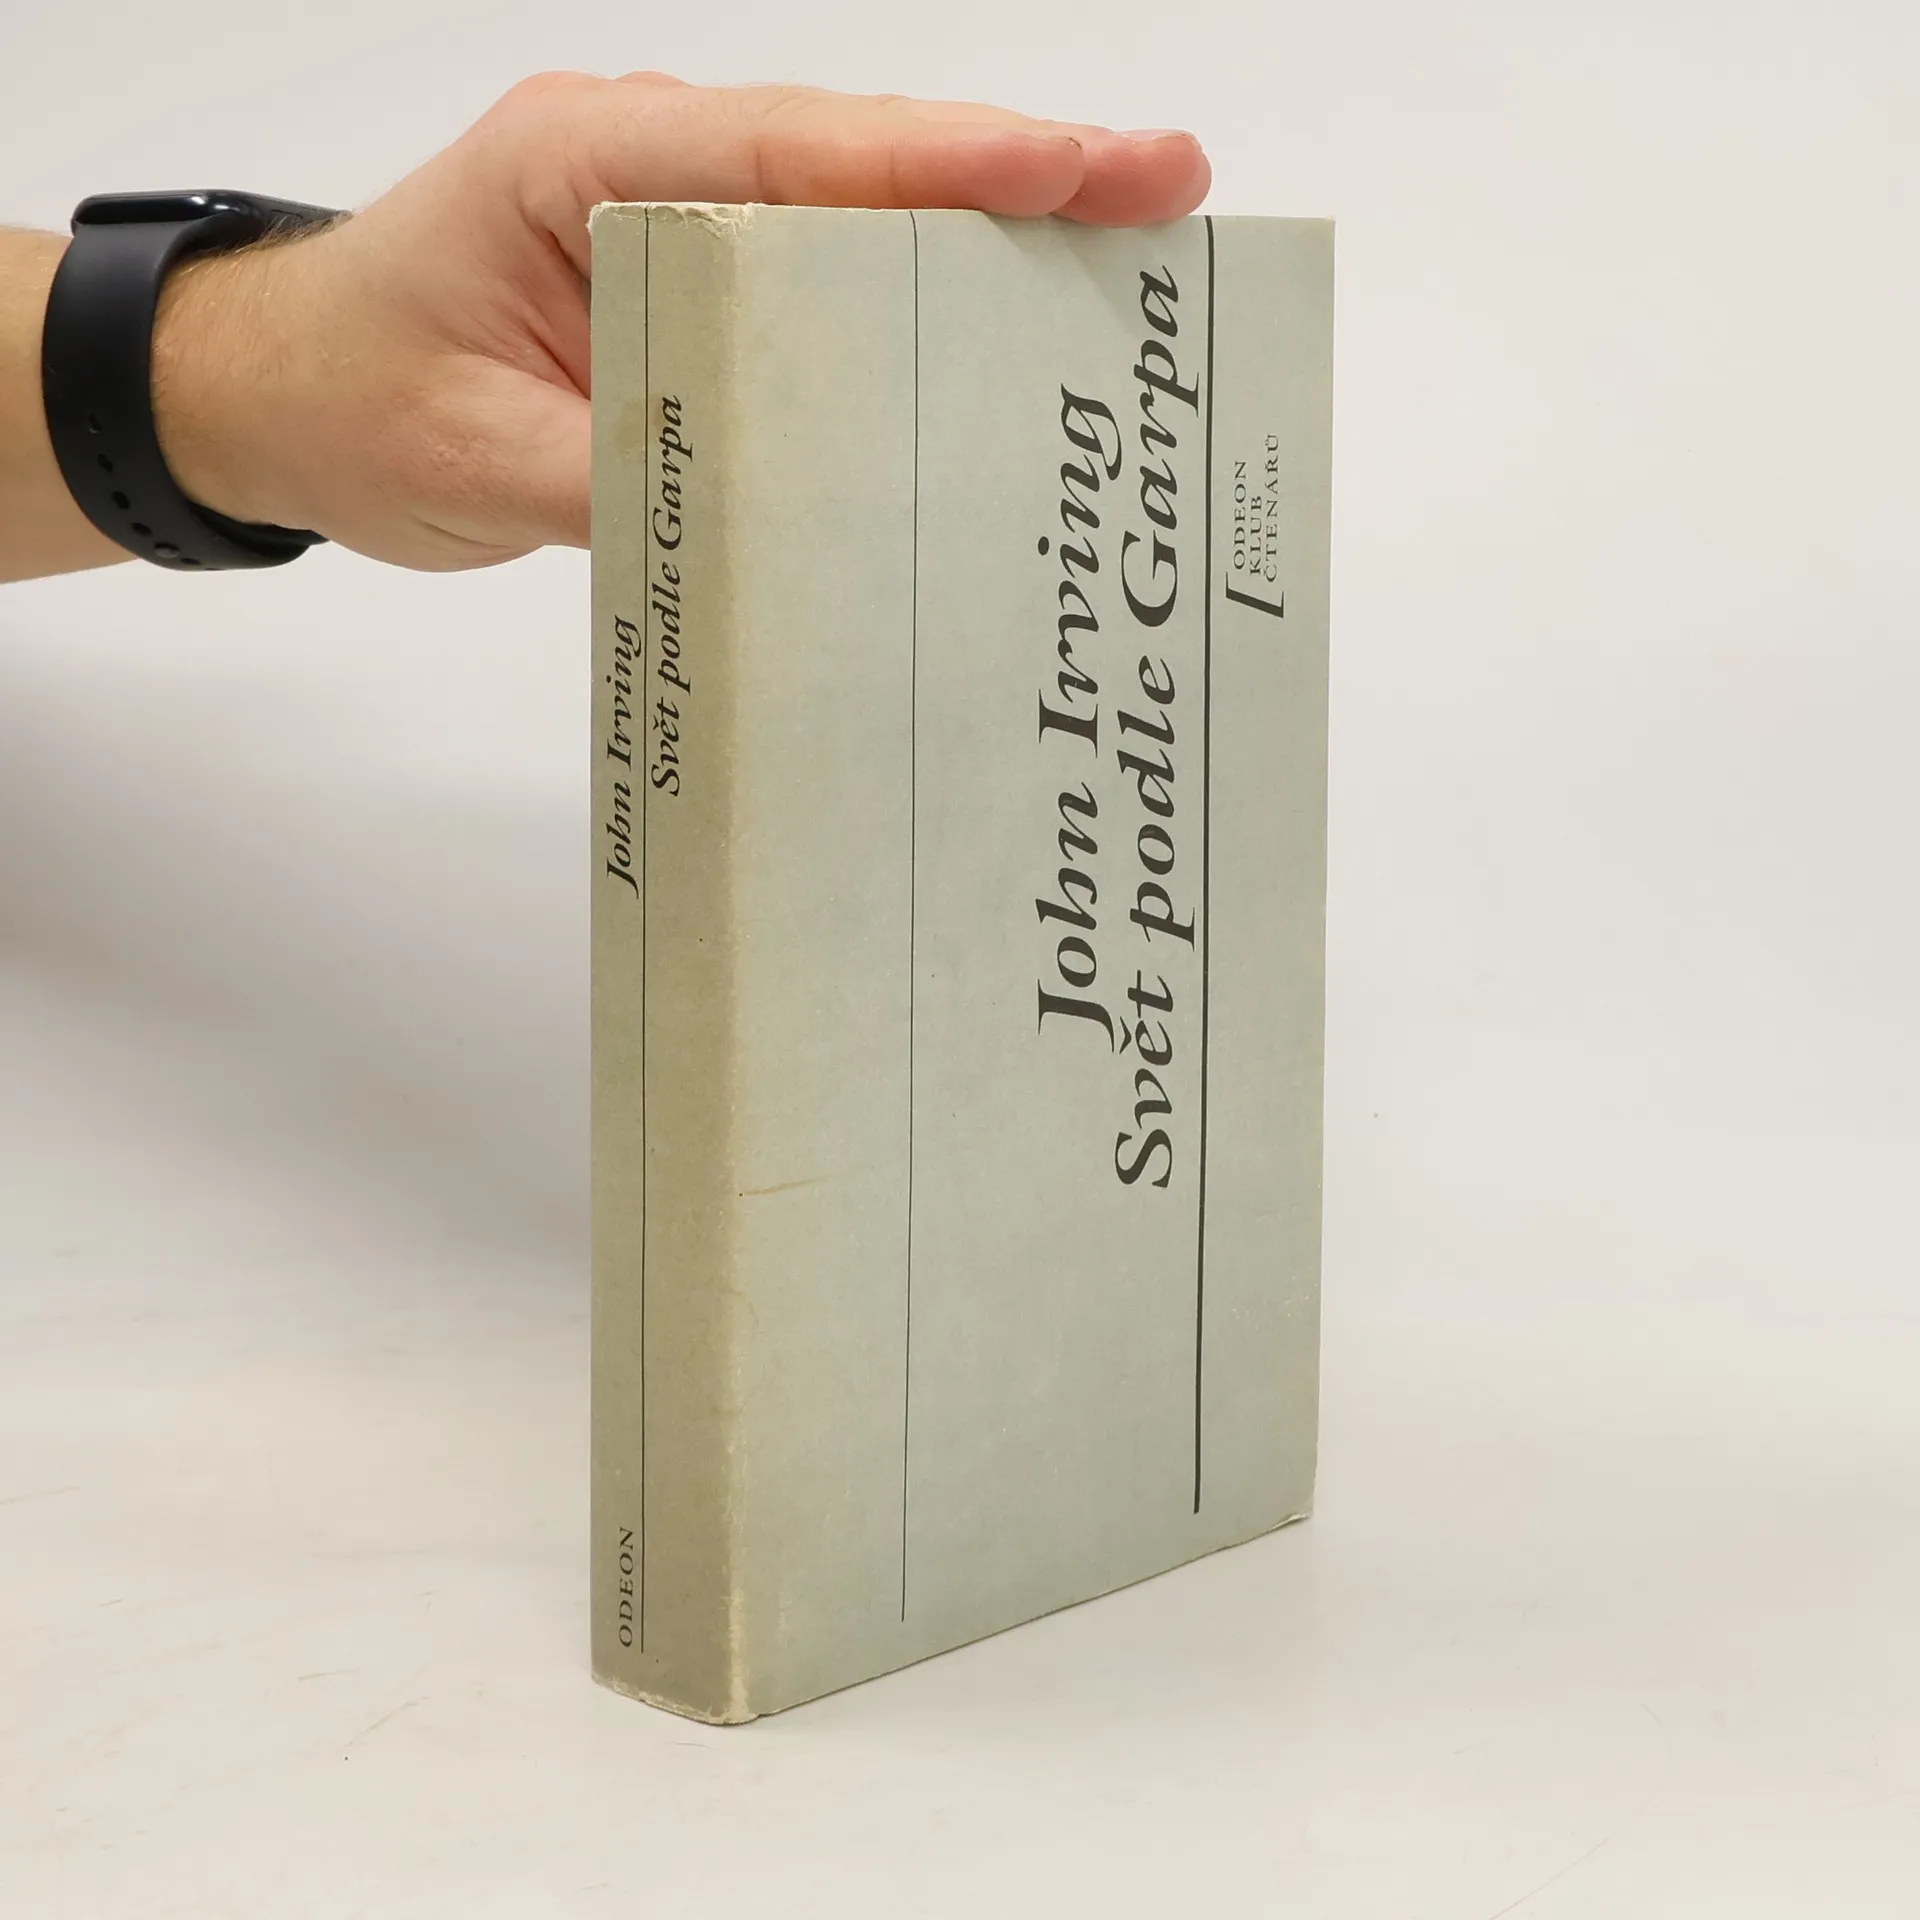 John Irving
Svět podle Garpa
ODEON
John Irving
Svět podle Garpa
ODEON
KLUB
ČTENÁŘŮ